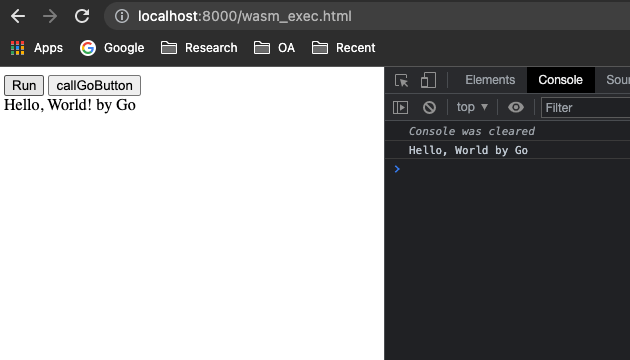 localhost:8000/wasm_exec.html
Apps Google Research OA Recent
Run callGoButton
Hello, World! by Go
Elements Console Sour
top ▼ Filter
Console was cleared
Hello, World by Go